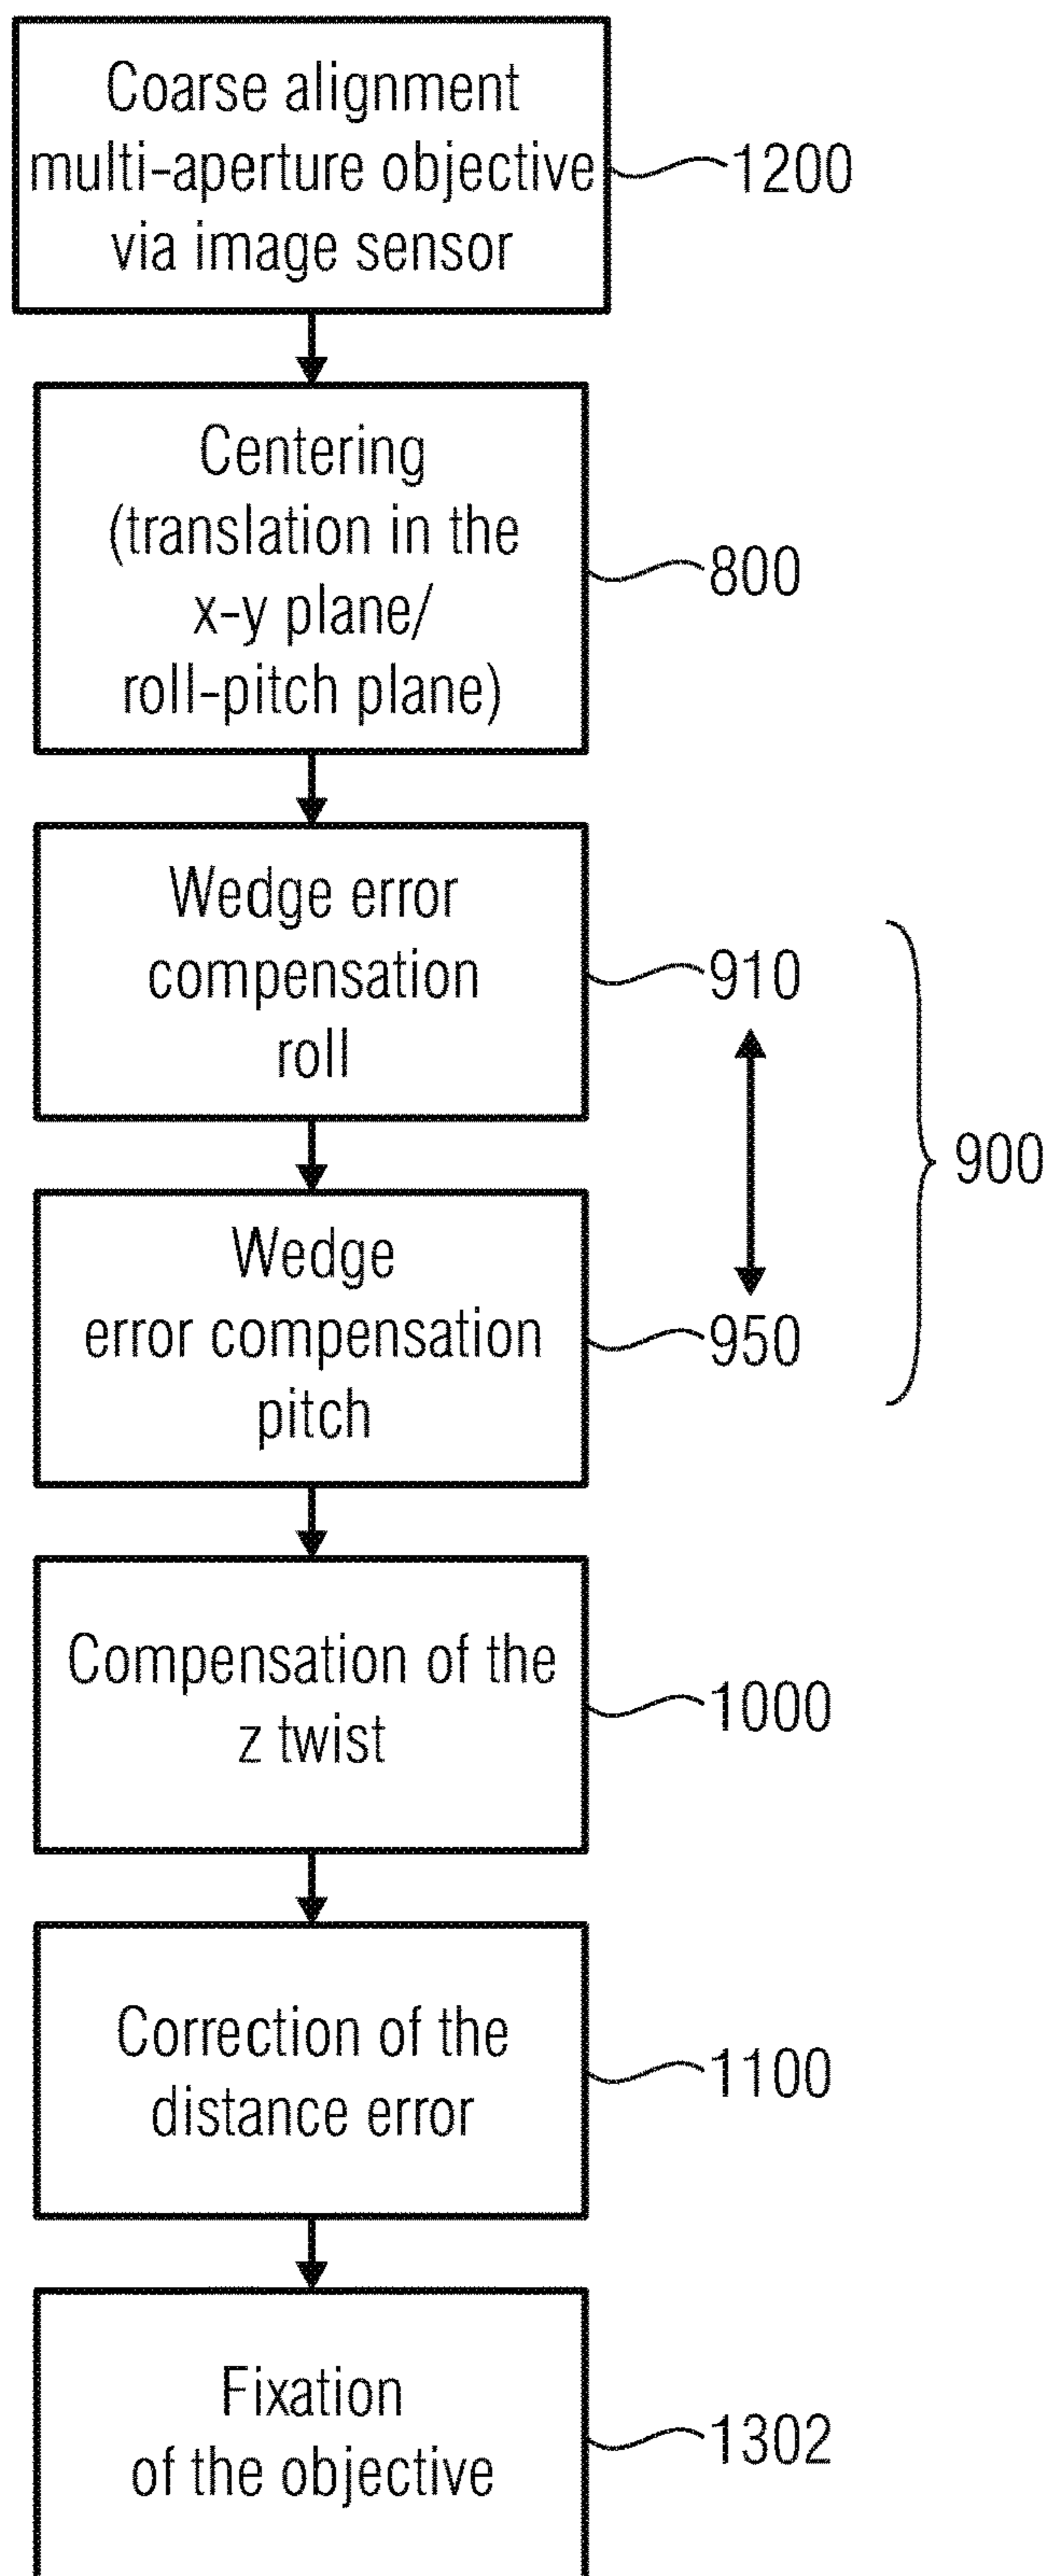 Coarse alignment
multi-aperture objective
via image sensor
1200
Centering
(translation in the
x-y plane/
roll-pitch plane)
800
Wedge error
compensation
roll
910
900
Wedge
error compensation
pitch
950
Compensation of the
z twist
1000
Correction of the
distance error
1100
Fixation
of the objective
1302